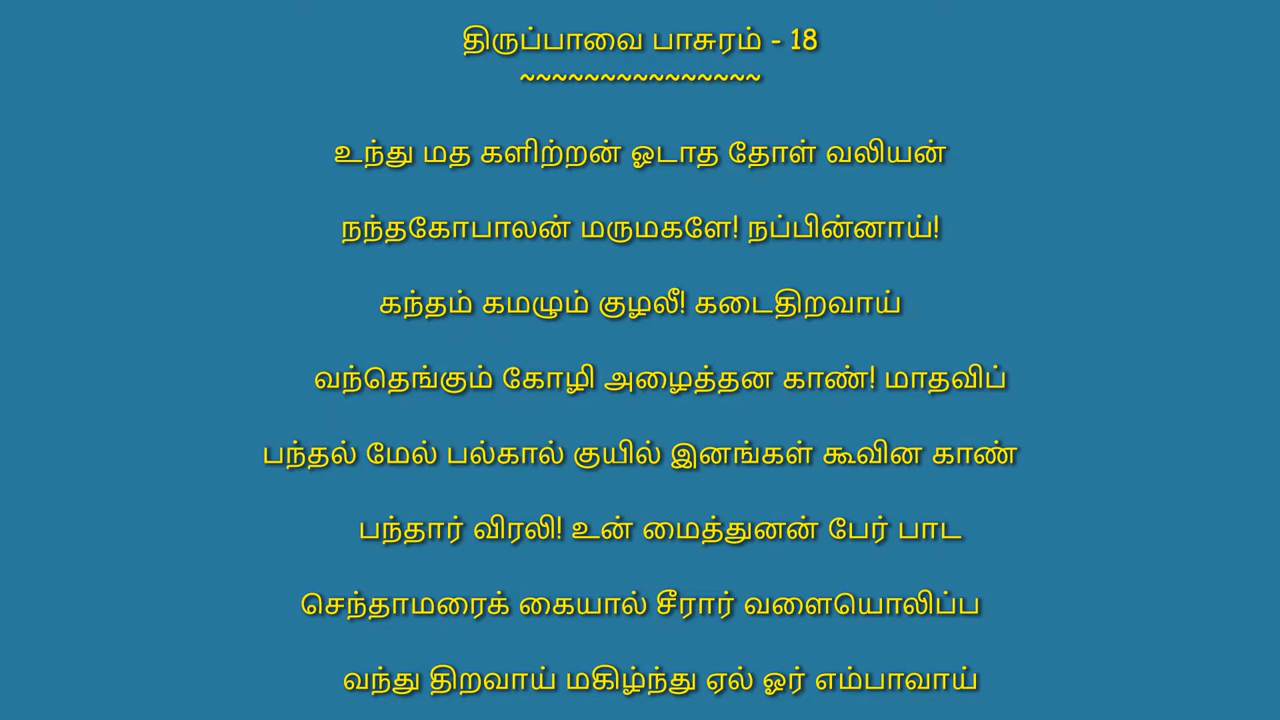 திருப்பாவை பாசுரம் - 18
~~~~~~~~~~~~~~~
உந்து மத களிற்றன் ஓடாத தோள் வலியன்
நந்தகோபாலன் மருமகளே! நப்பின்னாய்!
கந்தம் கமழும் குழலீ! கடைதிறவாய்
வந்தெங்கும் கோழி அழைத்தன காண்! மாதவிப்
பந்தல் மேல் பல்கால் குயில் இனங்கள் கூவின காண்
பந்தார் விரலி! உன் மைத்துனன் பேர் பாட
செந்தாமரைக் கையால் சீரார் வளையொலிப்ப
வந்து திறவாய் மகிழ்ந்து ஏல் ஓர் எம்பாவாய்